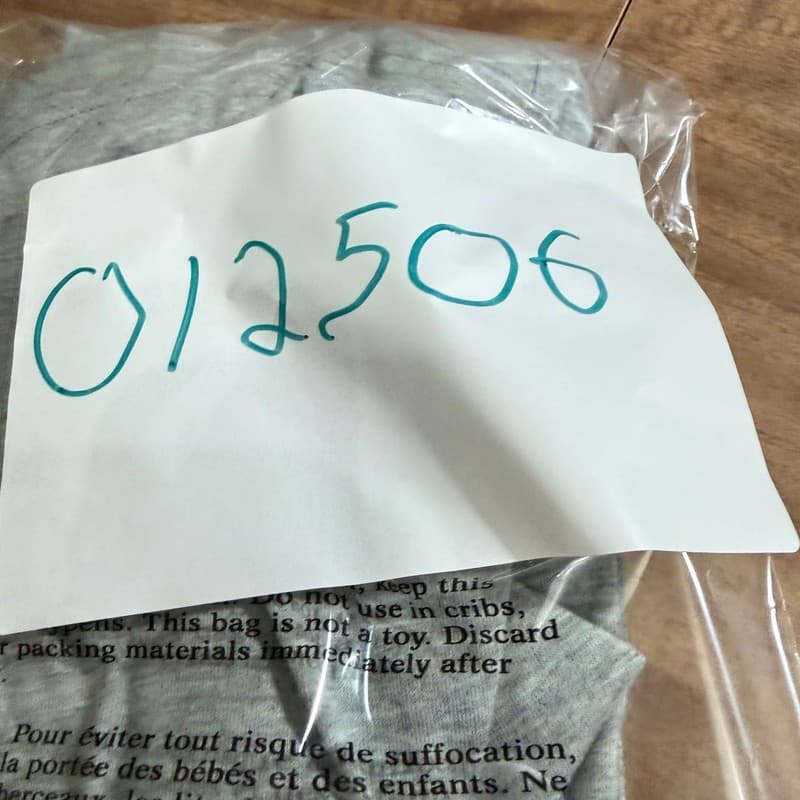 012506
keep this
Do not use in cribs,
This bag is not a toy. Discard
packing materials immediately after
Pour éviter tout risque de suffocation,
la portée des bébés et des enfants. Ne